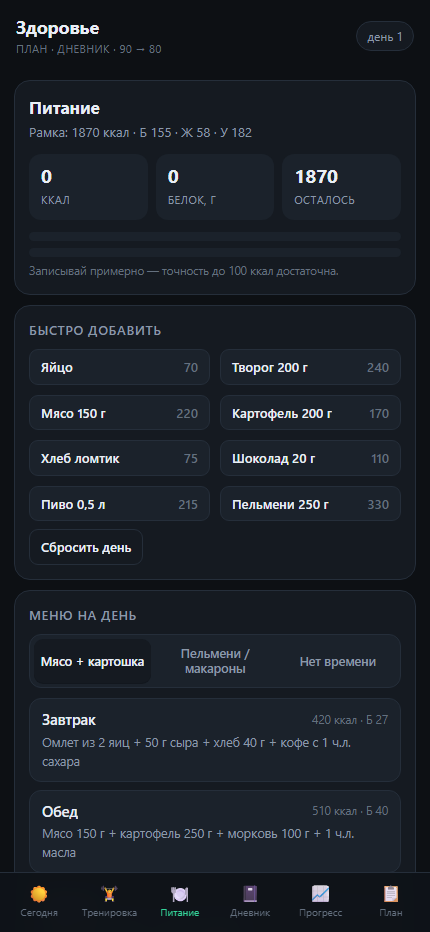 Здоровье
ПЛАН · ДНЕВНИК · 90 → 80
день 1
Питание
Рамка: 1870 ккал · Б 155 · Ж 58 · У 182
0
ККАЛ
0
БЕЛОК, Г
1870
ОСТАЛОСЬ
Записывай примерно — точность до 100 ккал достаточна.
БЫСТРО ДОБАВИТЬ
Яйцо 70
Творог 200 г 240
Мясо 150 г 220
Картофель 200 г 170
Хлеб ломтик 75
Шоколад 20 г 110
Пиво 0,5 л 215
Пельмени 250 г 330
Сбросить день
МЕНЮ НА ДЕНЬ
Мясо + картошка
Пельмени /
макароны
Нет времени
Завтрак 420 ккал · Б 27
Омлет из 2 яиц + 50 г сыра + хлеб 40 г + кофе с 1 ч.л.
сахара
Обед 510 ккал · Б 40
Мясо 150 г + картофель 250 г + морковь 100 г + 1 ч.л.
масла
Сегодня
Тренировка
Питание
Дневник
Прогресс
План